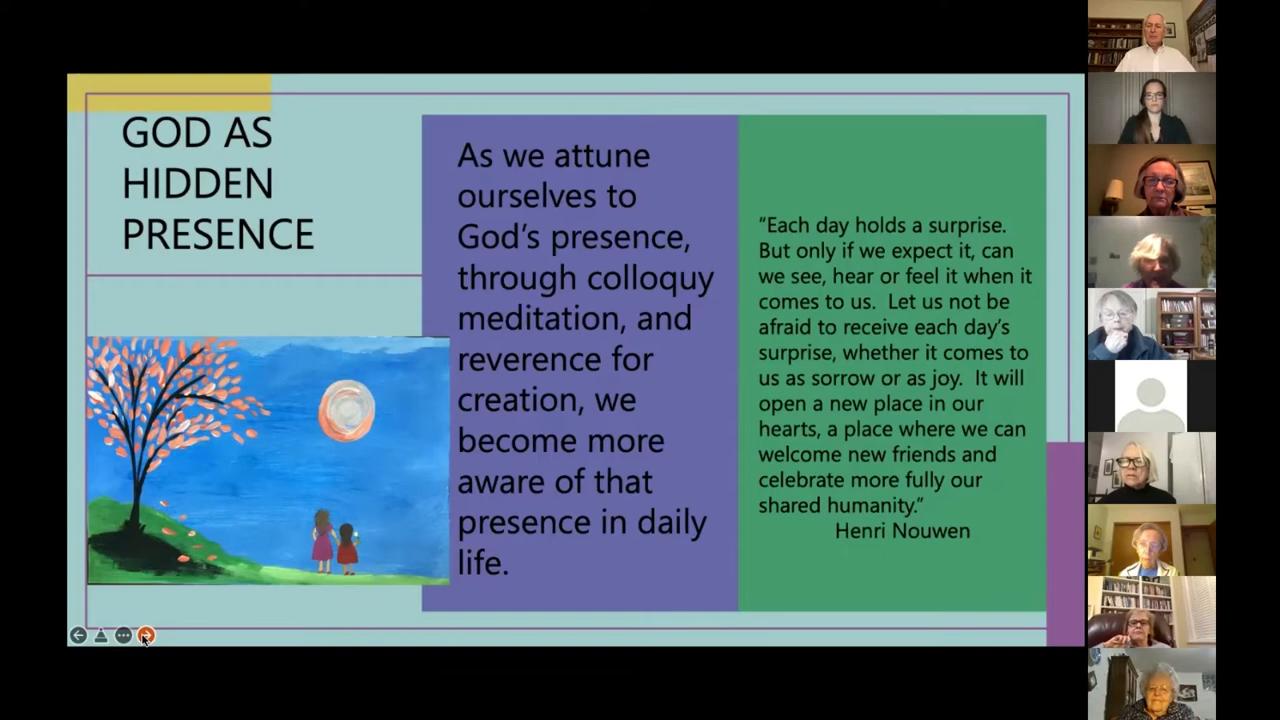 GOD AS
HIDDEN
PRESENCE
As we attune
ourselves to
God's presence,
through colloquy
meditation, and
reverence for
creation, we
become more
aware of that
presence in daily
life.
“Each day holds a surprise.
But only if we expect it, can
we see, hear or feel it when it
comes to us.  Let us not be
afraid to receive each day's
surprise, whether it comes to
us as sorrow or as joy.  It will
open a new place in our
hearts, a place where we can
welcome new friends and
celebrate more fully our
shared humanity.”
Henri Nouwen